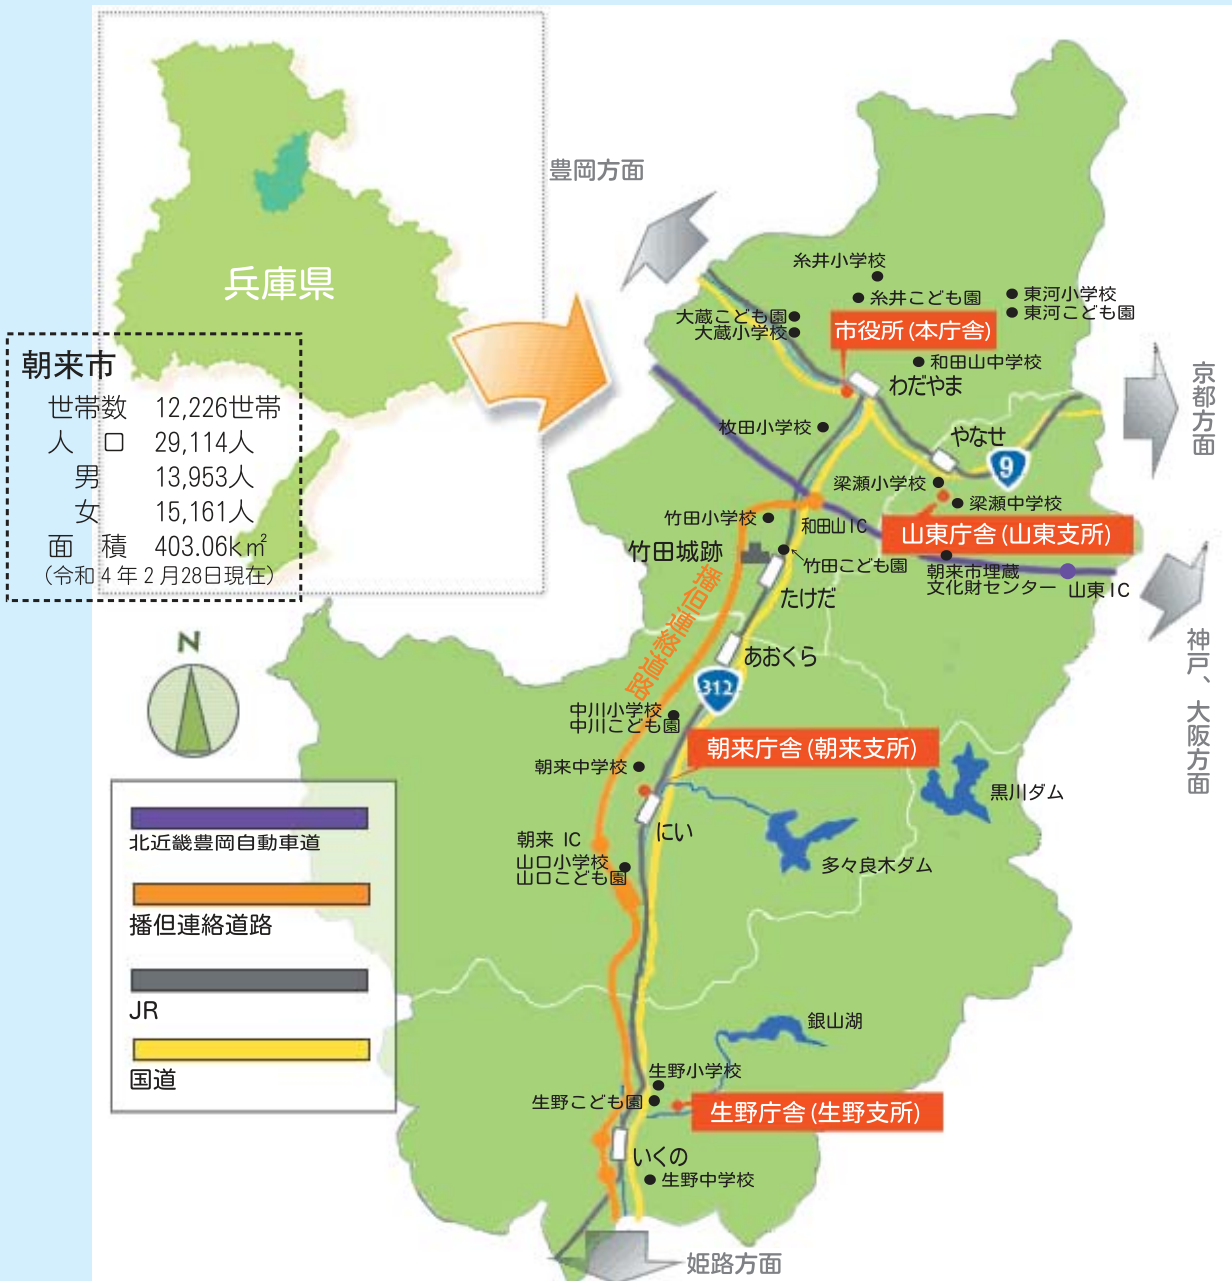 兵庫県
朝来市
世帯数 12,226世帯
人 口 29,114人
男 13,953人
女 15,161人
面 積 403.06k㎡
(令和4年2月28日現在)
N
北近畿豊岡自動車道
播但連絡道路
JR
国道
豊岡方面
糸井小学校
糸井こども園
東河小学校
東河こども園
大蔵こども園
大蔵小学校
市役所(本庁舎)
和田山中学校
わだやま
京都方面
枚田小学校
やなせ
9
梁瀬小学校
梁瀬中学校
竹田小学校
和田山IC
山東庁舎(山東支所)
竹田城跡
竹田こども園
朝来市埋蔵
文化財センター
山東IC
たけだ
播但連絡道路
あおくら
神戸、大阪方面
312
中川小学校
中川こども園
朝来庁舎(朝来支所)
朝来中学校
黒川ダム
にい
朝来 IC
山口小学校
山口こども園
多々良木ダム
銀山湖
生野小学校
生野こども園
生野庁舎(生野支所)
いくの
生野中学校
姫路方面